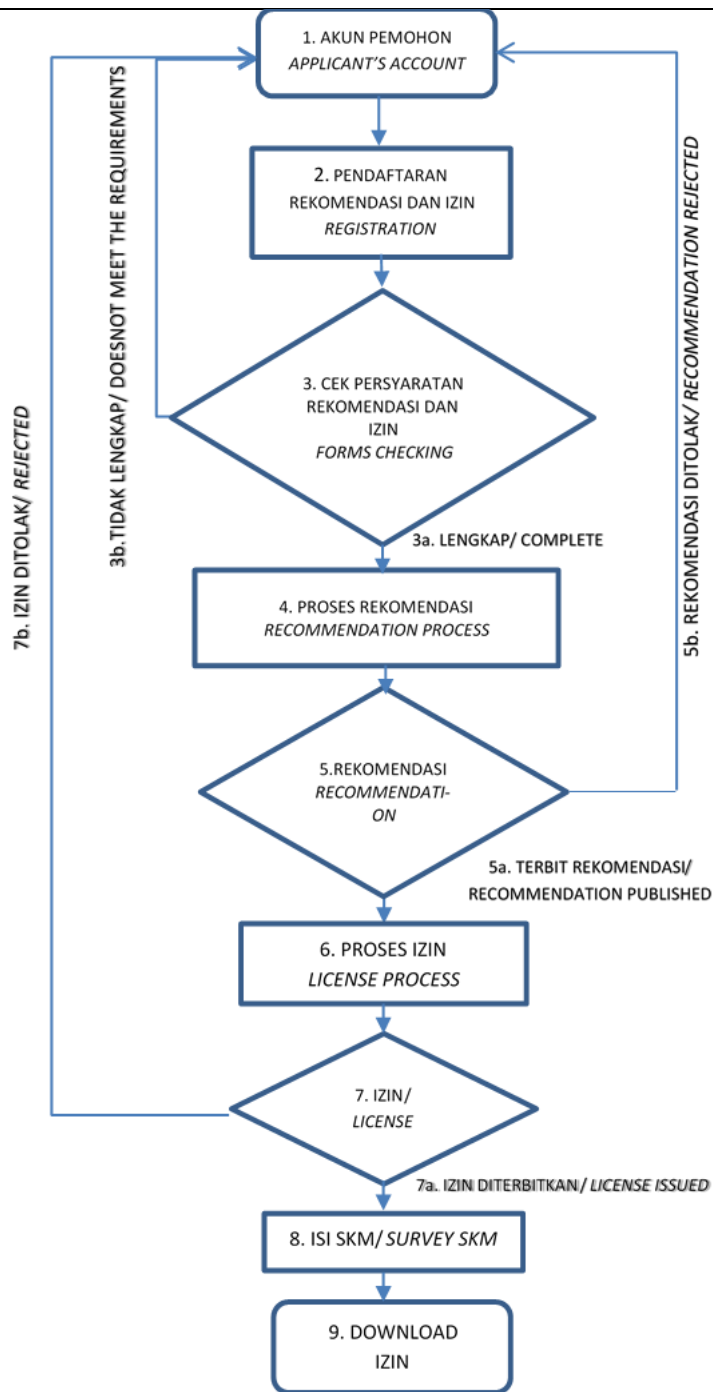 1. AKUN PEMOHON
APPLICANT'S ACCOUNT
2. PENDAFTARAN
REKOMENDASI DAN IZIN
REGISTRATION
3. CEK PERSYARATAN
REKOMENDASI DAN
IZIN
FORMS CHECKING
3a. LENGKAP/ COMPLETE
3b.TIDAK LENGKAP/ DOESNOT MEET THE REQUIREMENTS
4. PROSES REKOMENDASI
RECOMMENDATION PROCESS
5.REKOMENDASI
RECOMMENDATI-
ON
5a. TERBIT REKOMENDASI/
RECOMMENDATION PUBLISHED
5b. REKOMENDASI DITOLAK/ RECOMMENDATION REJECTED
6. PROSES IZIN
LICENSE PROCESS
7. IZIN/
LICENSE
7a. IZIN DITERBITKAN/ LICENSE ISSUED
7b. IZIN DITOLAK/ REJECTED
8. ISI SKM/ SURVEY SKM
9. DOWNLOAD
IZIN